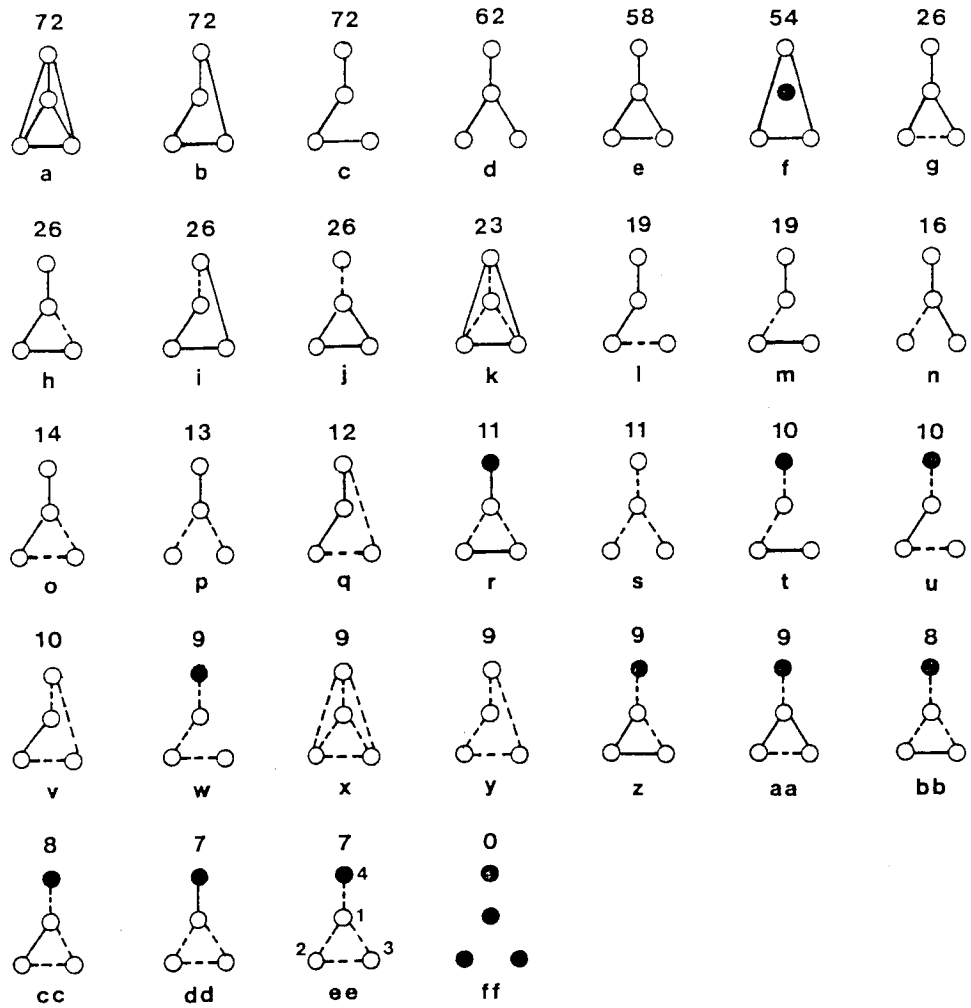 72 72 72 62 58 54 26
a b c d e f g
26 26 26 23 19 19 16
h i j k l m n
14 13 12 11 11 10 10
o p q r s t u
10 9 9 9 9 9 8
v w x y z aa bb
8 7 7 0
4
1
2 3
cc dd ee ff